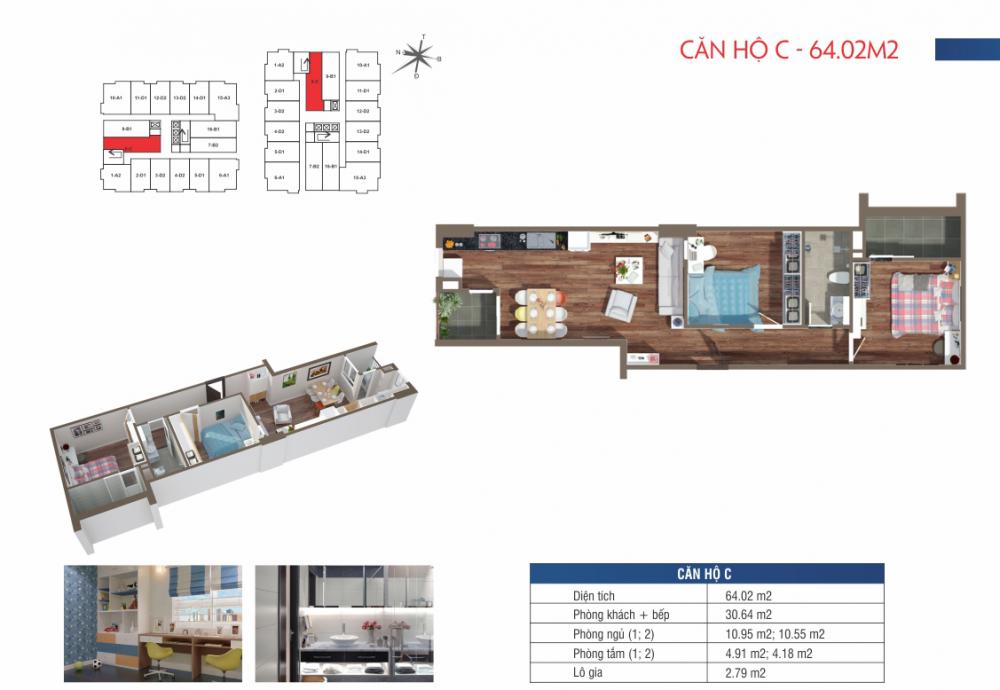 CĂN HỘ C - 64.02M2
T
N
B
Đ
1-A2
9-B1
10-A1
2-D1
11-D1
3-D2
12-D2
4-D2
13-D2
5-D1
14-D1
6-A1
7-B2
16-B1
15-A3
10-A1
11-D1
12-D2
13-D2
14-D1
15-A3
9-B1
16-B1
7-B2
1-A2
2-D1
3-D2
4-D2
5-D1
6-A1
CĂN HỘ C
Diện tích 64.02 m2
Phòng khách + bếp 30.64 m2
Phòng ngủ (1; 2) 10.95 m2; 10.55 m2
Phòng tắm (1; 2) 4.91 m2; 4.18 m2
Lô gia 2.79 m2